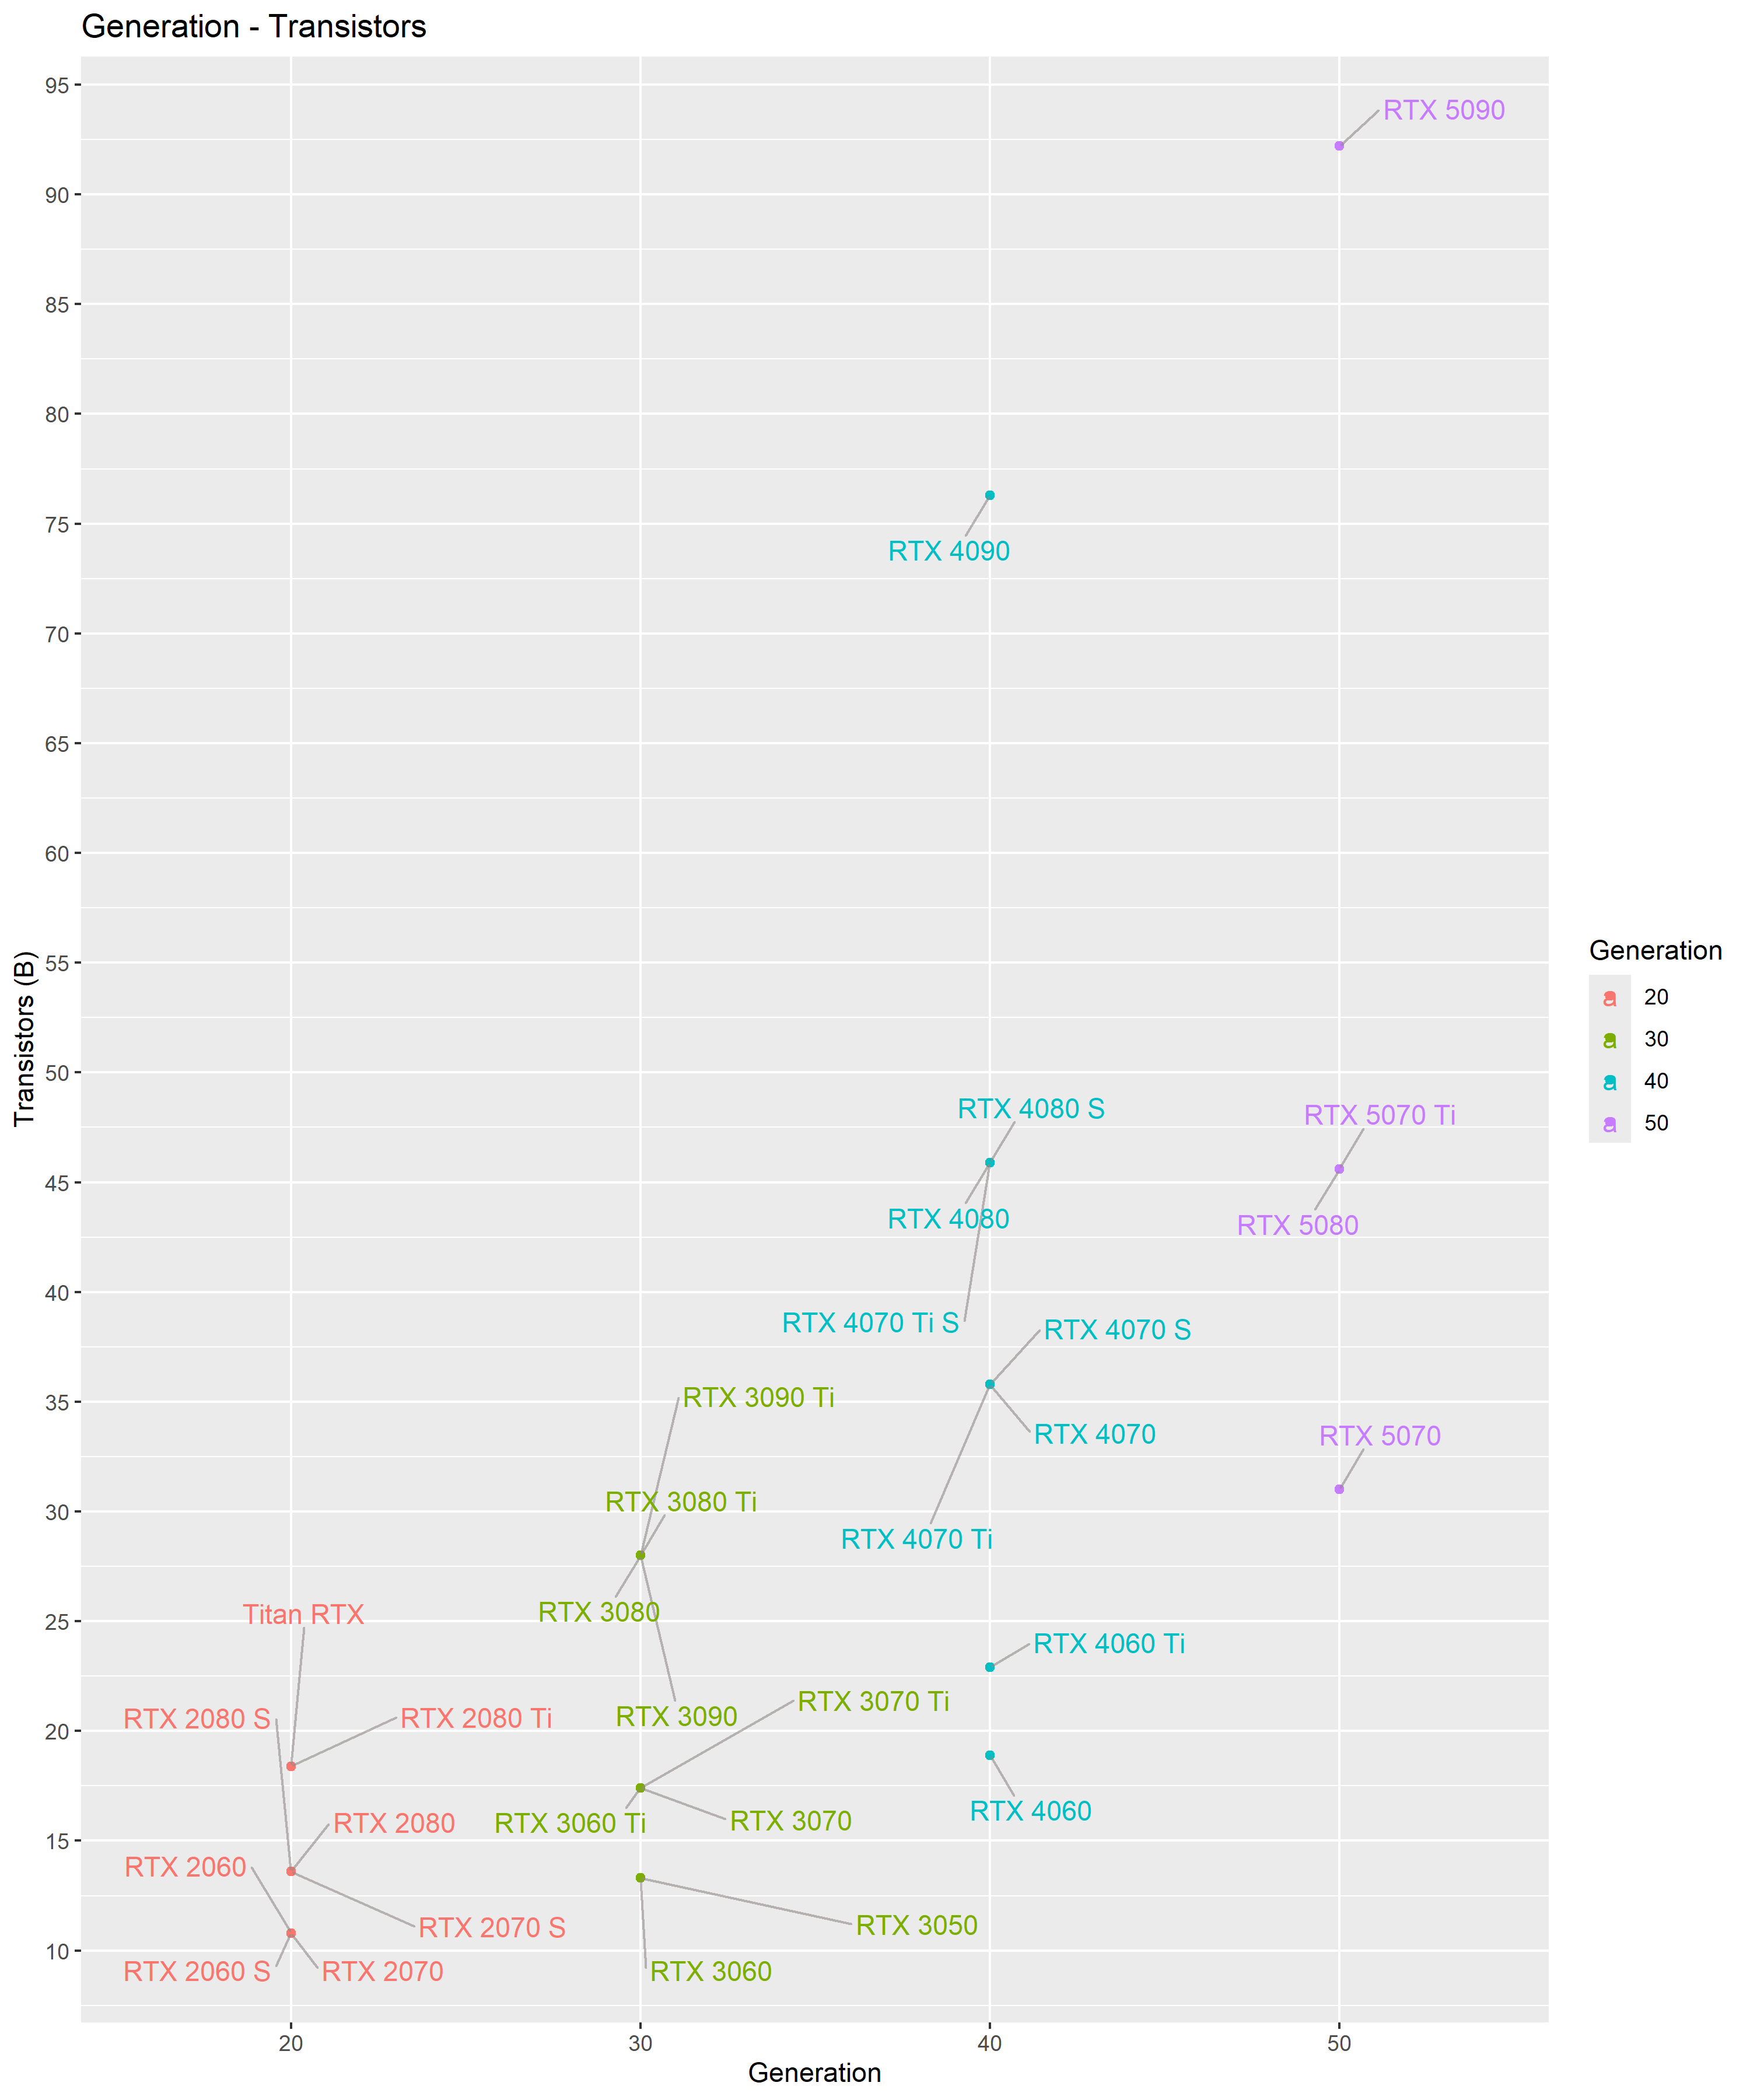 Generation - Transistors
95
90
85
80
75
70
65
60
55
50
45
40
35
30
25
20
15
10
Transistors (B)
RTX 5090
RTX 4090
RTX 4080 S
RTX 5070 Ti
RTX 4080
RTX 5080
RTX 4070 Ti S
RTX 4070 S
RTX 3090 Ti
RTX 4070
RTX 5070
RTX 3080 Ti
RTX 4070 Ti
RTX 3080
Titan RTX
RTX 4060 Ti
RTX 3070 Ti
RTX 3090
RTX 2080 S
RTX 2080 Ti
RTX 4060
RTX 2080
RTX 3060 Ti
RTX 3070
RTX 2060
RTX 2070 S
RTX 3050
RTX 2060 S
RTX 2070
RTX 3060
20
30
40
50
Generation
Generation
a 20
a 30
a 40
a 50